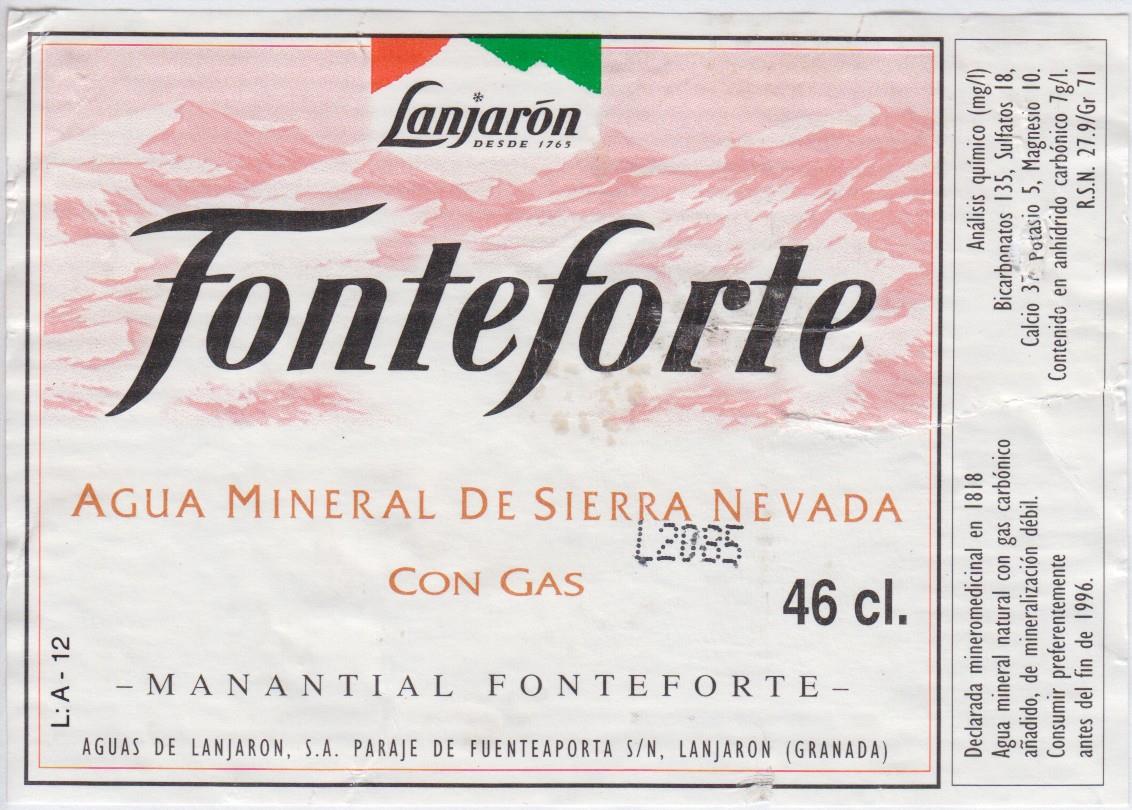 Lanjarón
DESDE 1765
Fonteforte
AGUA MINERAL DE SIERRA NEVADA
L2085
CON GAS
46 cl.
L: A - 12
– MANANTIAL FONTEFORTE –
AGUAS DE LANJARON, S.A. PARAJE DE FUENTEAPORTA S/N, LANJARON (GRANADA)
Declarada mineromedicinal en 1818
Agua mineral natural con gas carbónico
añadido, de mineralización débil.
Consumir preferentemente
antes del fin de 1996.
Análisis químico (mg/l)
Bicarbonatos 135, Sulfatos 18,
Calcio Potasio 5, Magnesio 10.
Contenido en anhídrido carbónico 7g/l.
R.S.N. 27.9/Gr 71